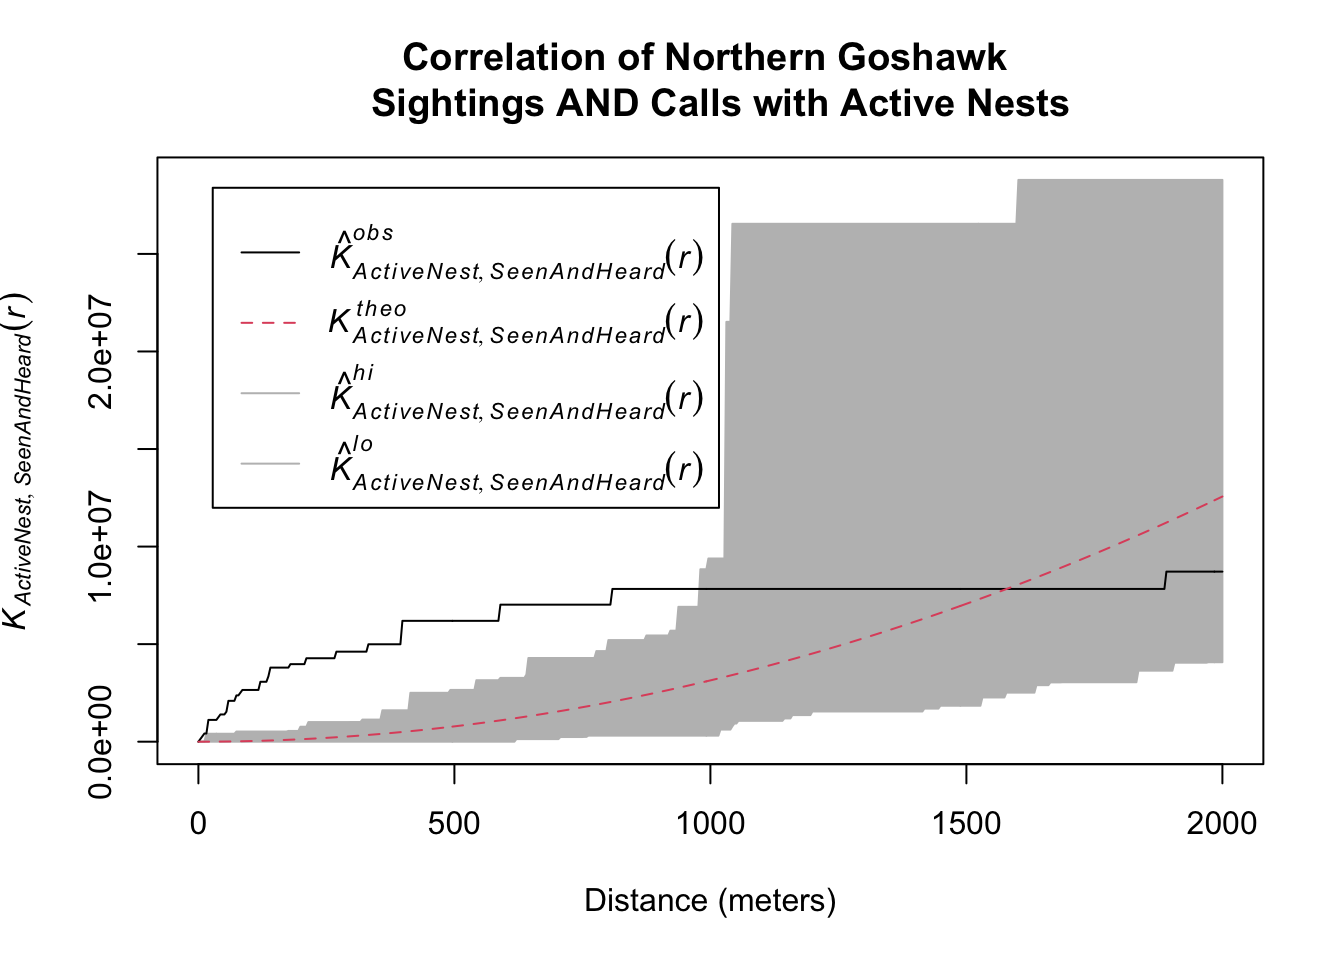 Correlation of Northern Goshawk
Sightings AND Calls with Active Nests
K̂^obs_ActiveNest, SeenAndHeard(r)
K^theo_ActiveNest, SeenAndHeard(r)
K̂^hi_ActiveNest, SeenAndHeard(r)
K̂^lo_ActiveNest, SeenAndHeard(r)
K_ActiveNest, SeenAndHeard(r)
2.0e+07
1.0e+07
0.0e+00
0 500 1000 1500 2000
Distance (meters)